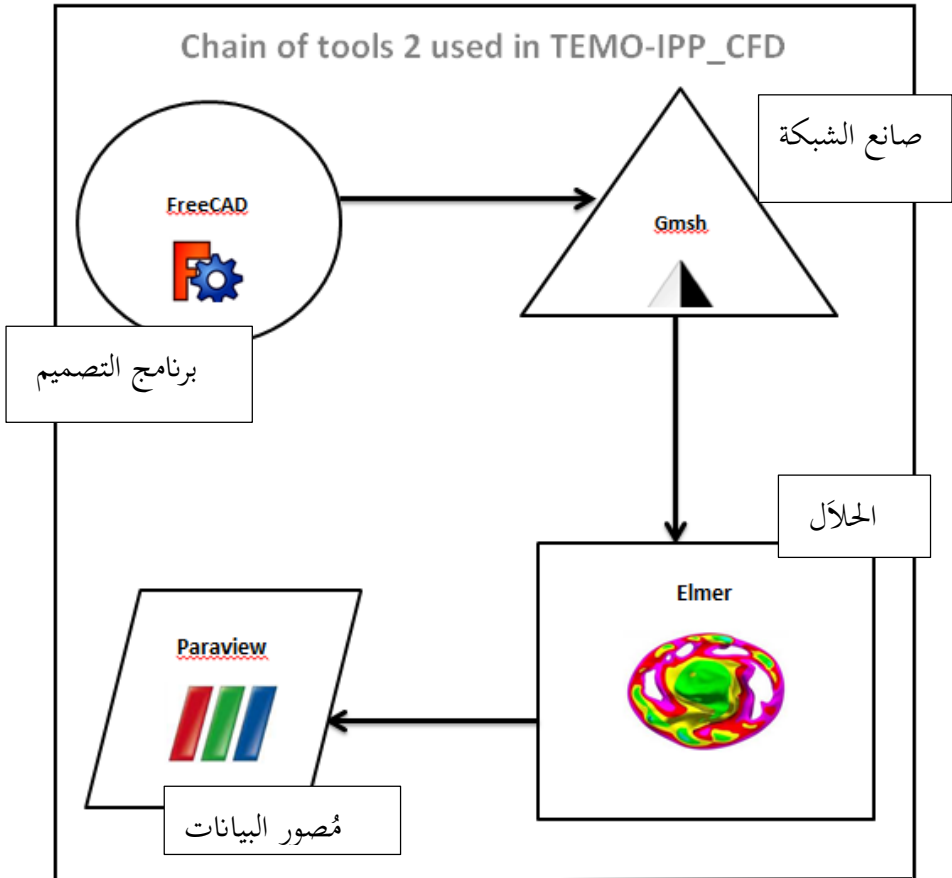 Chain of tools 2 used in TEMO-IPP_CFD
صانع الشبكة
FreeCAD
Gmsh
برنامج التصميم
الحلاَل
Elmer
Paraview
مُصور البيانات